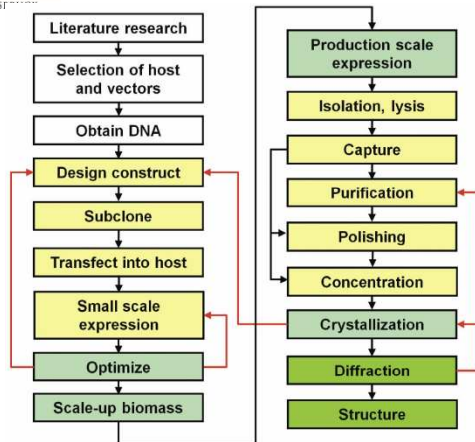 Literature research
Selection of host
and vectors
Obtain DNA
Design construct
Subclone
Transfect into host
Small scale
expression
Optimize
Scale-up biomass
Production scale
expression
Isolation, lysis
Capture
Purification
Polishing
Concentration
Crystallization
Diffraction
Structure